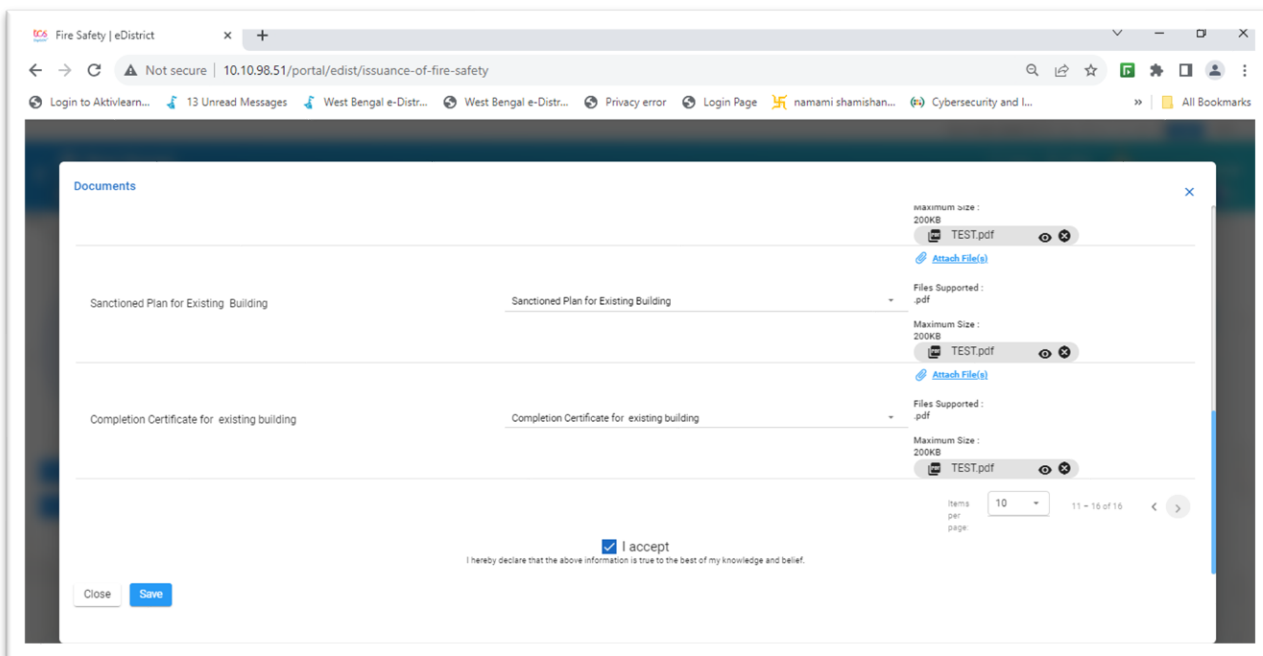 Fire Safety | eDistrict
Not secure | 10.10.98.51/portal/edist/issuance-of-fire-safety
Login to Aktivlearn... 13 Unread Messages West Bengal e-Distr... West Bengal e-Distr... Privacy error Login Page namami shamishan... Cybersecurity and I... » All Bookmarks
Documents
Maximum Size :
200KB
TEST.pdf
Attach File(s)
Sanctioned Plan for Existing Building Sanctioned Plan for Existing Building
Files Supported :
.pdf
Maximum Size :
200KB
TEST.pdf
Attach File(s)
Completion Certificate for existing building Completion Certificate for existing building
Files Supported :
.pdf
Maximum Size :
200KB
TEST.pdf
Items
per
page:
10
11 – 16 of 16
I accept
I hereby declare that the above information is true to the best of my knowledge and belief.
Close Save